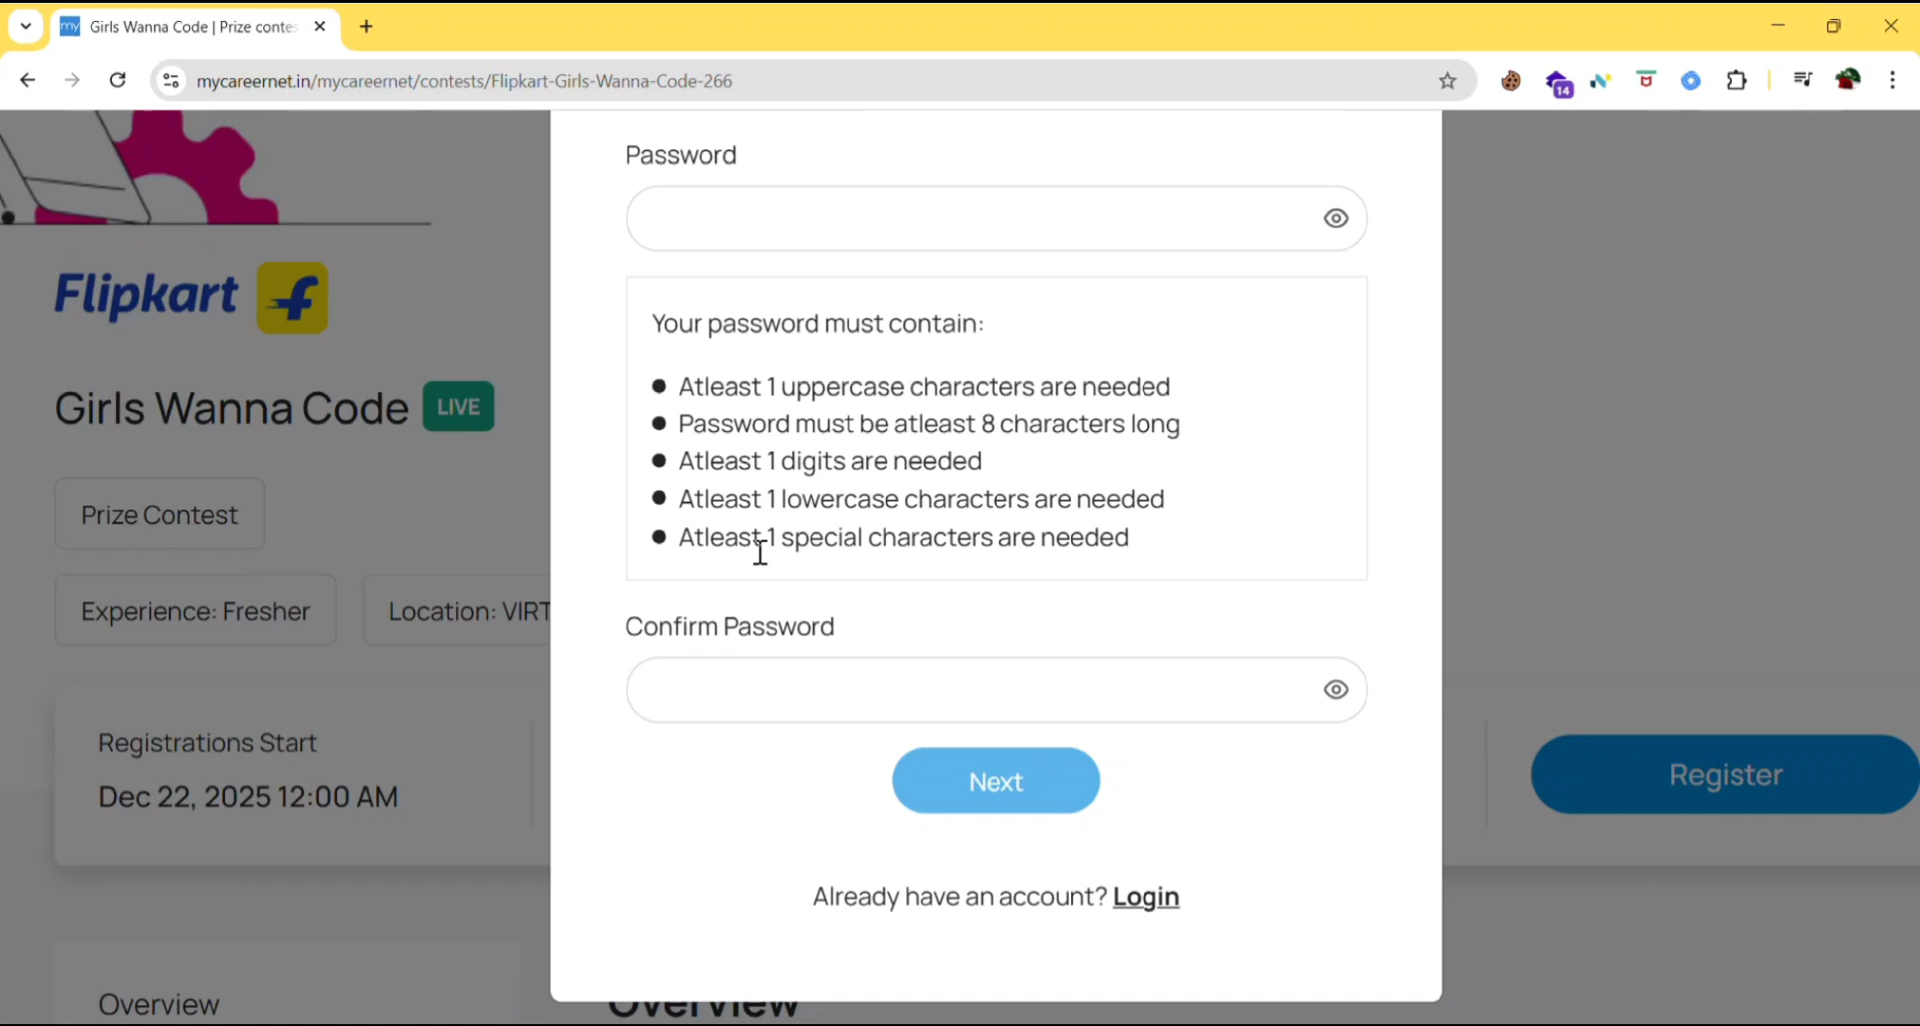 Girls Wanna Code | Prize contes
mycareernet.in/mycareernet/contests/Flipkart-Girls-Wanna-Code-266
14
Flipkart
Girls Wanna Code LIVE
Prize Contest
Experience: Fresher
Location: VIRT
Registrations Start
Dec 22, 2025 12:00 AM
Overview
Password
Your password must contain:
Atleast 1 uppercase characters are needed
Password must be atleast 8 characters long
Atleast 1 digits are needed
Atleast 1 lowercase characters are needed
Atleast 1 special characters are needed
Confirm Password
Next
Already have an account? Login
Overview
Register